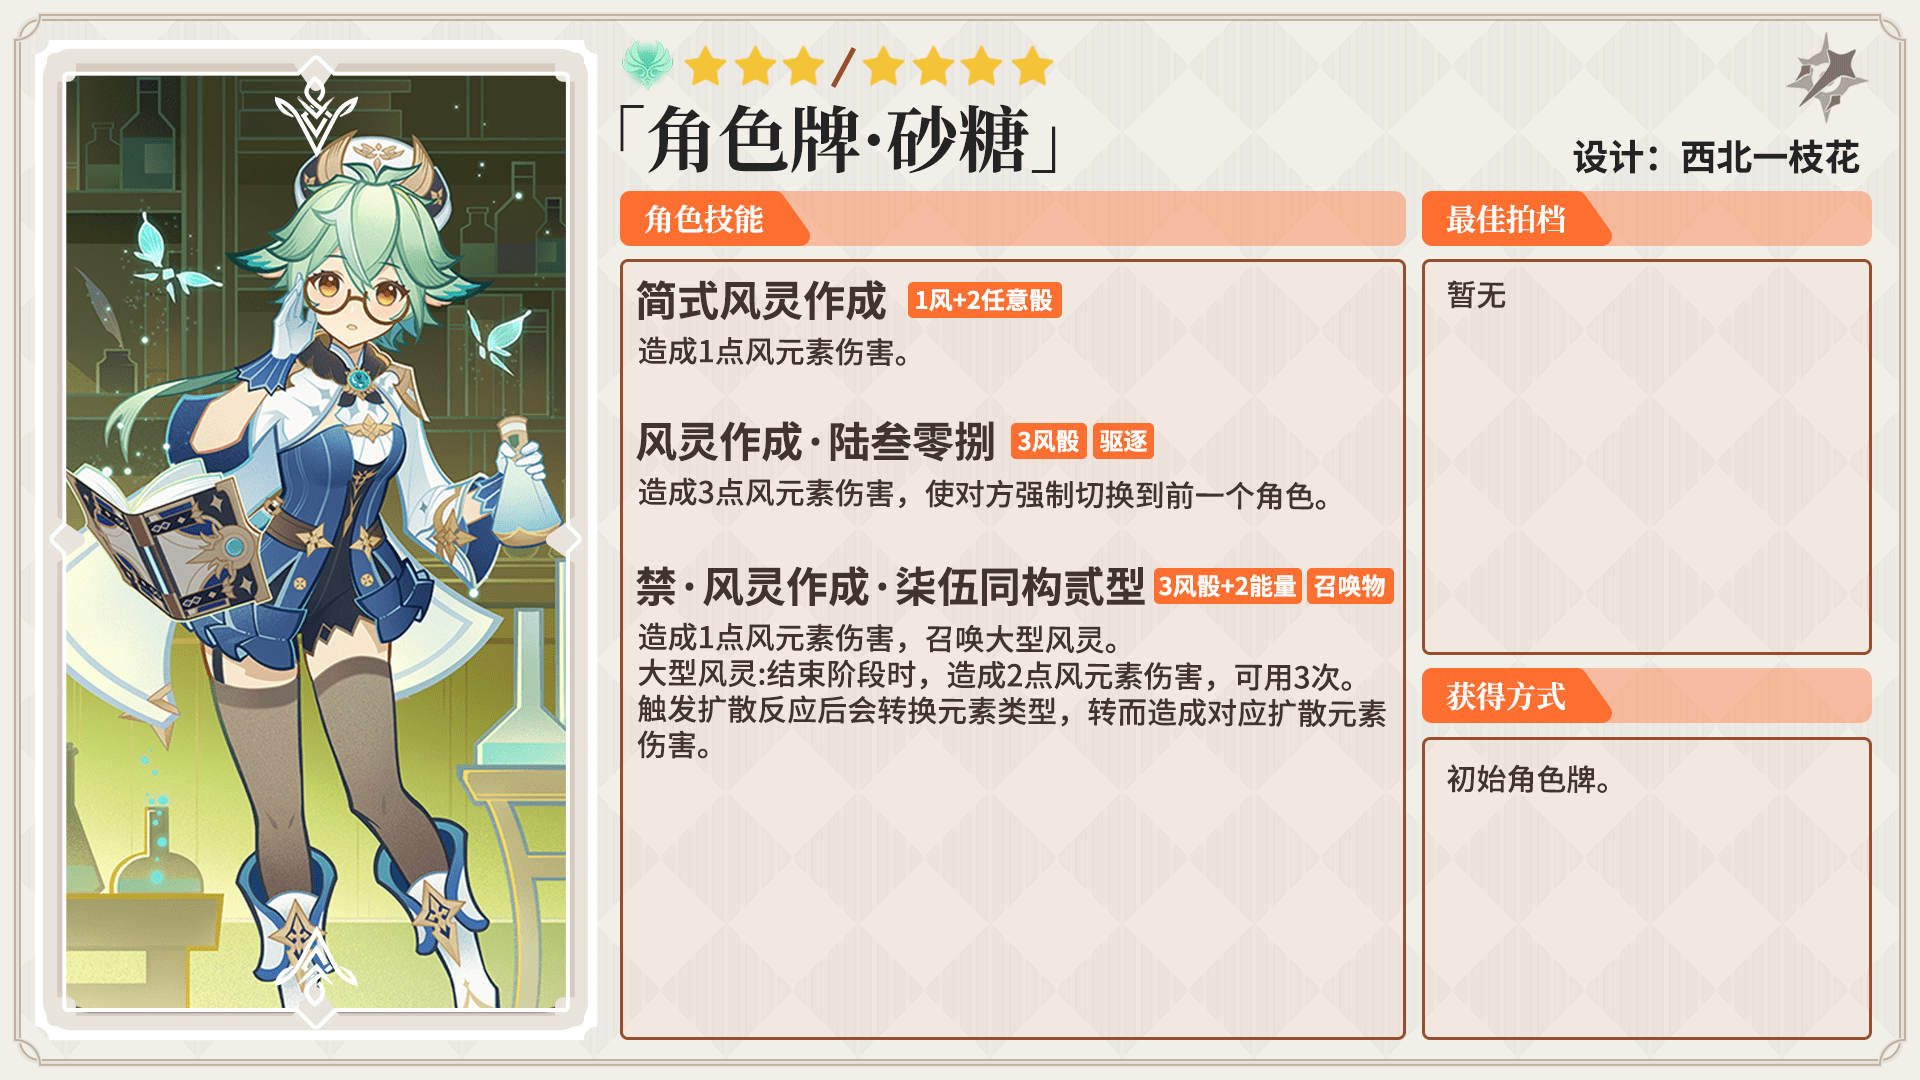 「角色牌·砂糖」
设计：西北一枝花
角色技能
简式风灵作成 1风+2任意骰
造成1点风元素伤害。
风灵作成·陆叁零捌 3风骰 驱逐
造成3点风元素伤害，使对方强制切换到前一个角色。
禁·风灵作成·柒伍同构贰型 3风骰+2能量 召唤物
造成1点风元素伤害，召唤大型风灵。
大型风灵:结束阶段时，造成2点风元素伤害，可用3次。
触发扩散反应后会转换元素类型，转而造成对应扩散元素
伤害。
最佳拍档
暂无
获得方式
初始角色牌。